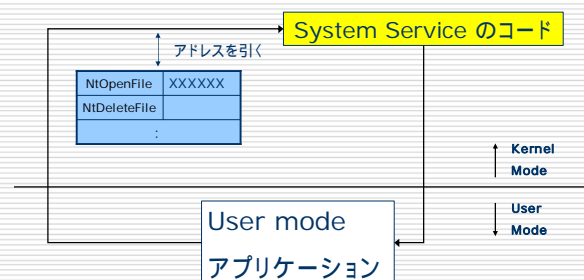 System Service のコード
アドレスを引く
NtOpenFile XXXXXX
NtDeleteFile
:
Kernel
Mode
User
Mode
User mode
アプリケーション